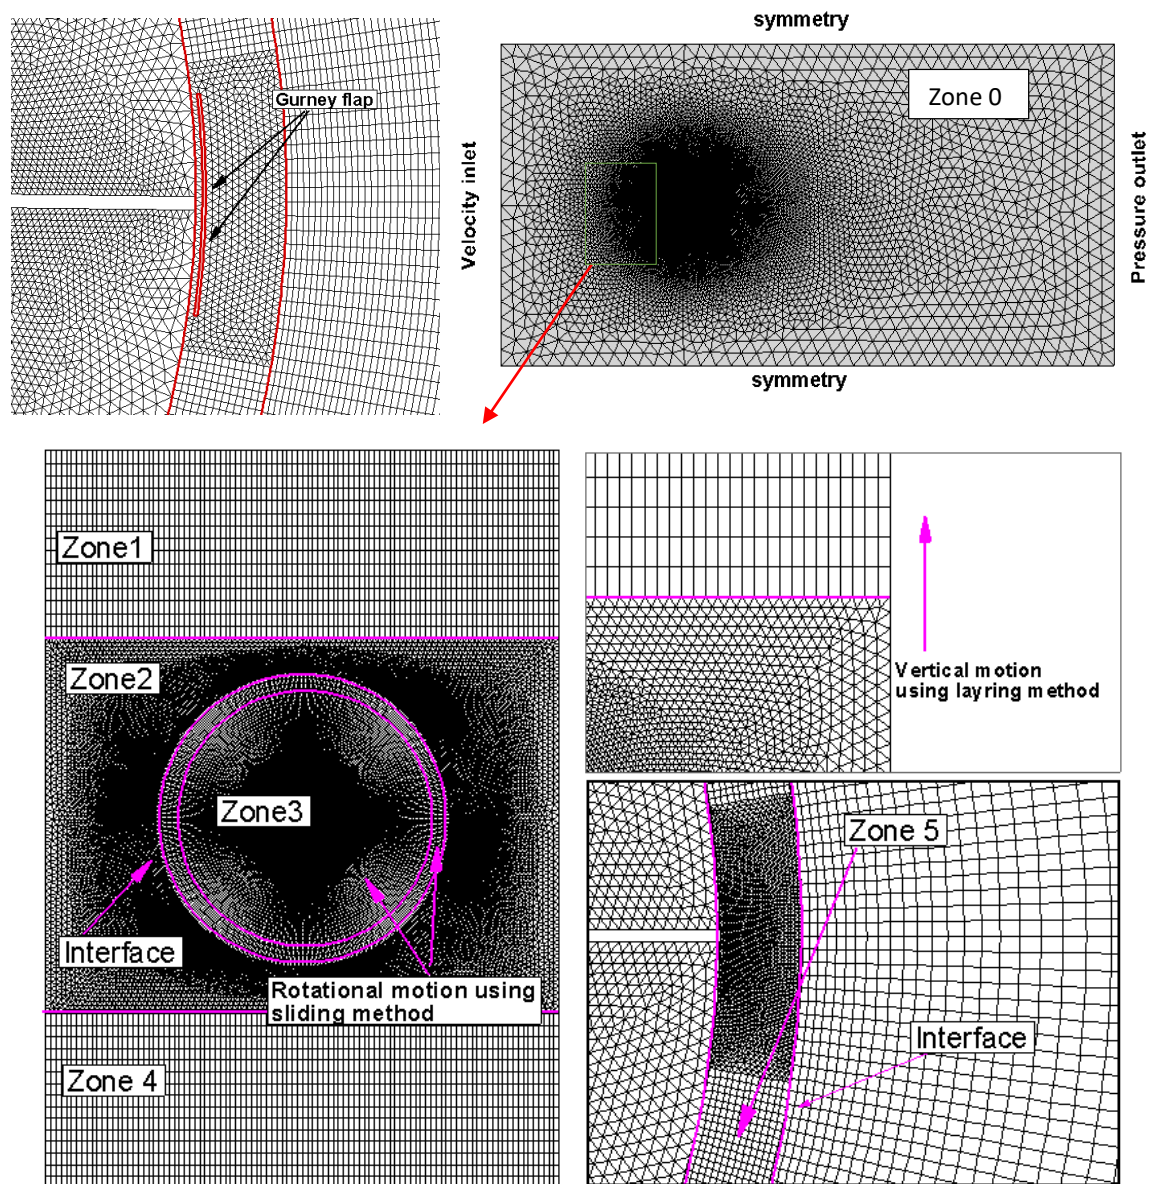 symmetry
Gurney flap
Zone 0
Velocity inlet
Pressure outlet
symmetry
Zone1
Zone2
Zone3
Interface
Rotational motion using
sliding method
Zone 4
Vertical motion
using layring method
Zone 5
Interface